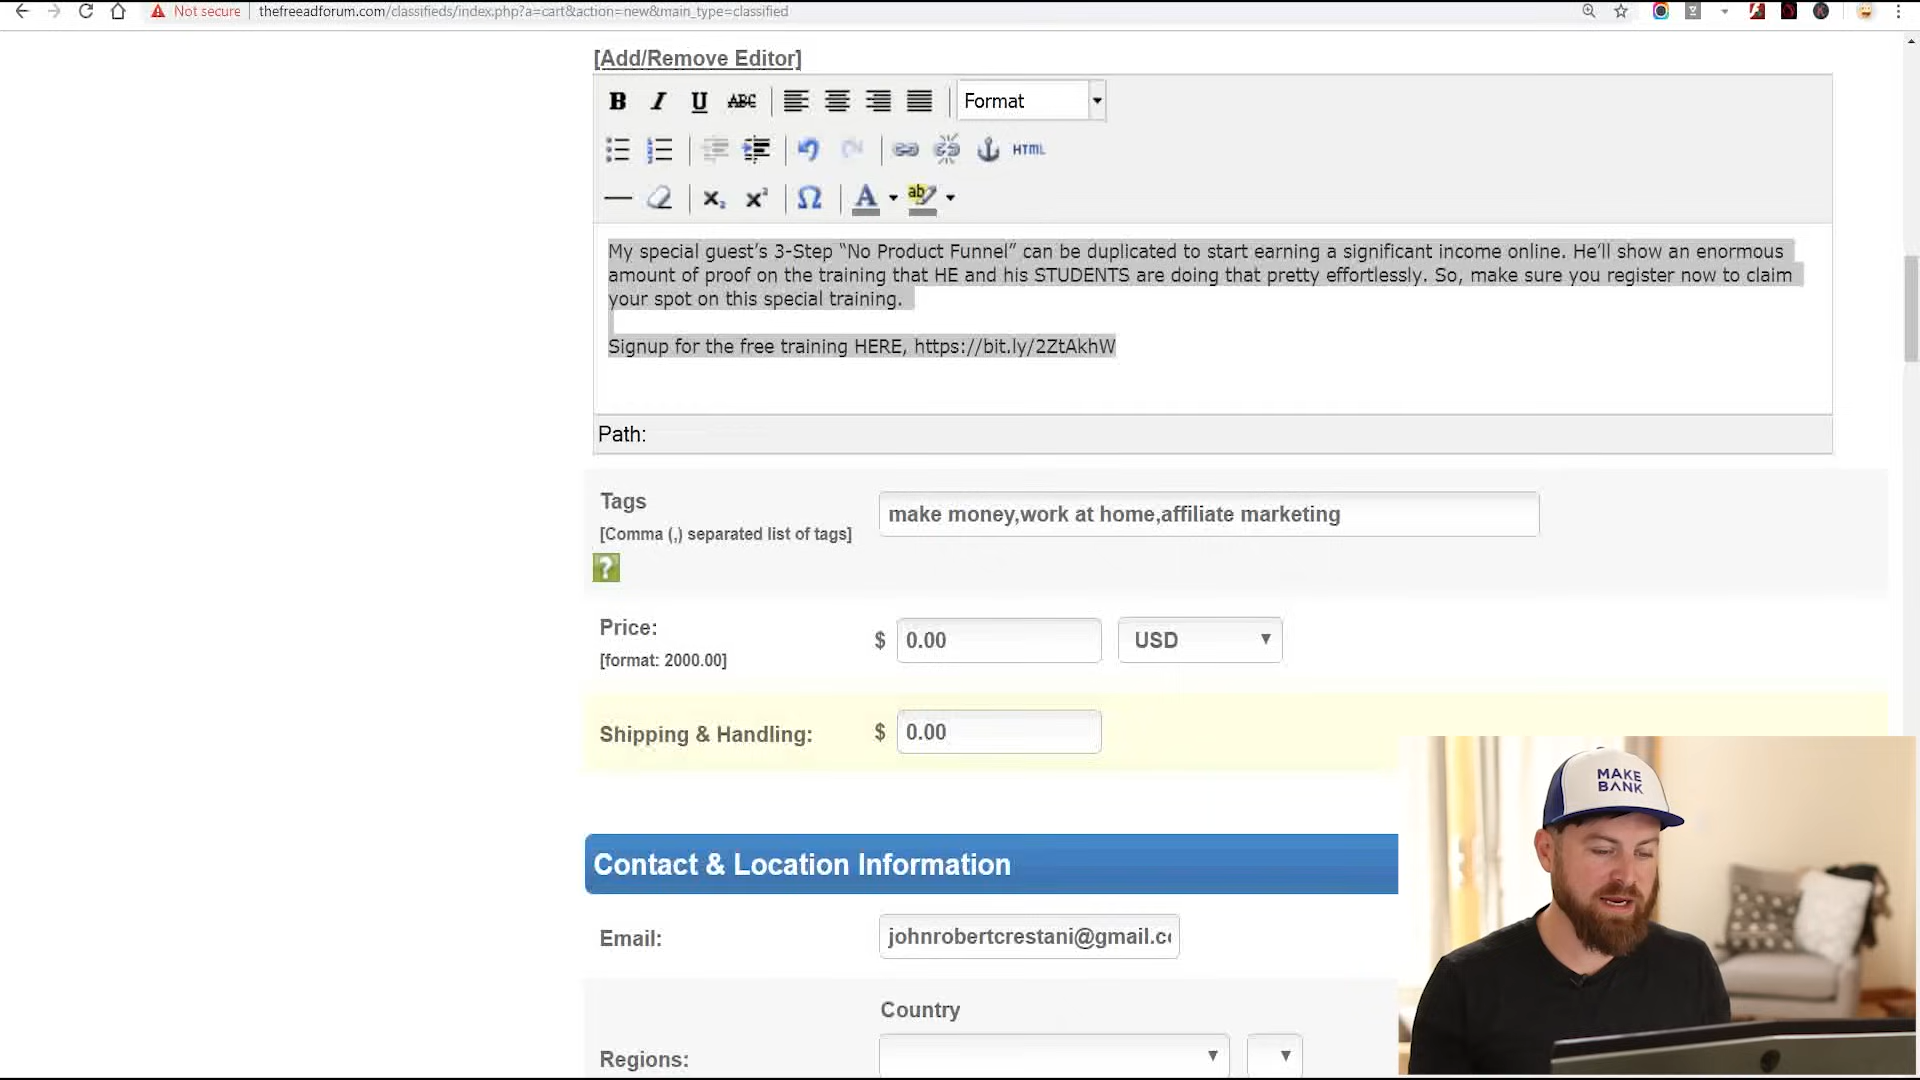 Not secure thefreeadforum.com/classifieds/index.php?a=cart&action=new&main_type=classified
[Add/Remove Editor]
B I U ABC Format
HTML
A ab
My special guest’s 3-Step “No Product Funnel” can be duplicated to start earning a significant income online. He’ll show an enormous
amount of proof on the training that HE and his STUDENTS are doing that pretty effortlessly. So, make sure you register now to claim
your spot on this special training.
Signup for the free training HERE, https://bit.ly/2ZtAkhW
Path:
Tags
make money,work at home,affiliate marketing
[Comma (,) separated list of tags]
?
Price:
$ 0.00 USD
[format: 2000.00]
Shipping & Handling: $ 0.00
MAKE
BANK
Contact & Location Information
Email: johnrobertcrestani@gmail.c
Country
Regions: